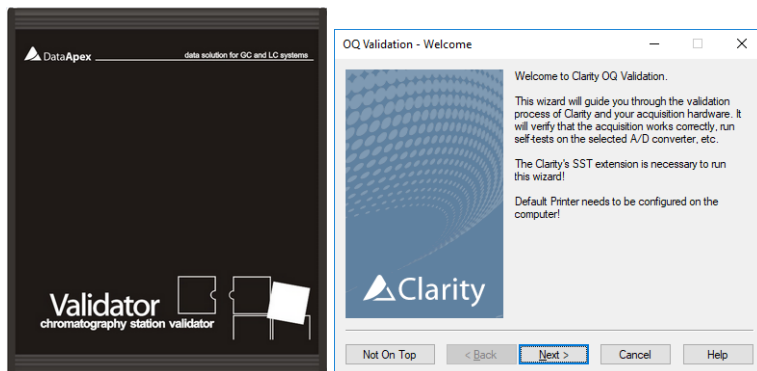 DataApex
data solution for GC and LC systems
Validator
chromatography station validator
OQ Validation - Welcome
Welcome to Clarity OQ Validation.
This wizard will guide you through the validation
process of Clarity and your acquisition hardware. It
will verify that the acquisition works correctly, run
self-tests on the selected A/D converter, etc.
The Clarity's SST extension is necessary to run
this wizard!
Default Printer needs to be configured on the
computer!
Clarity
Not On Top
< Back
Next >
Cancel
Help